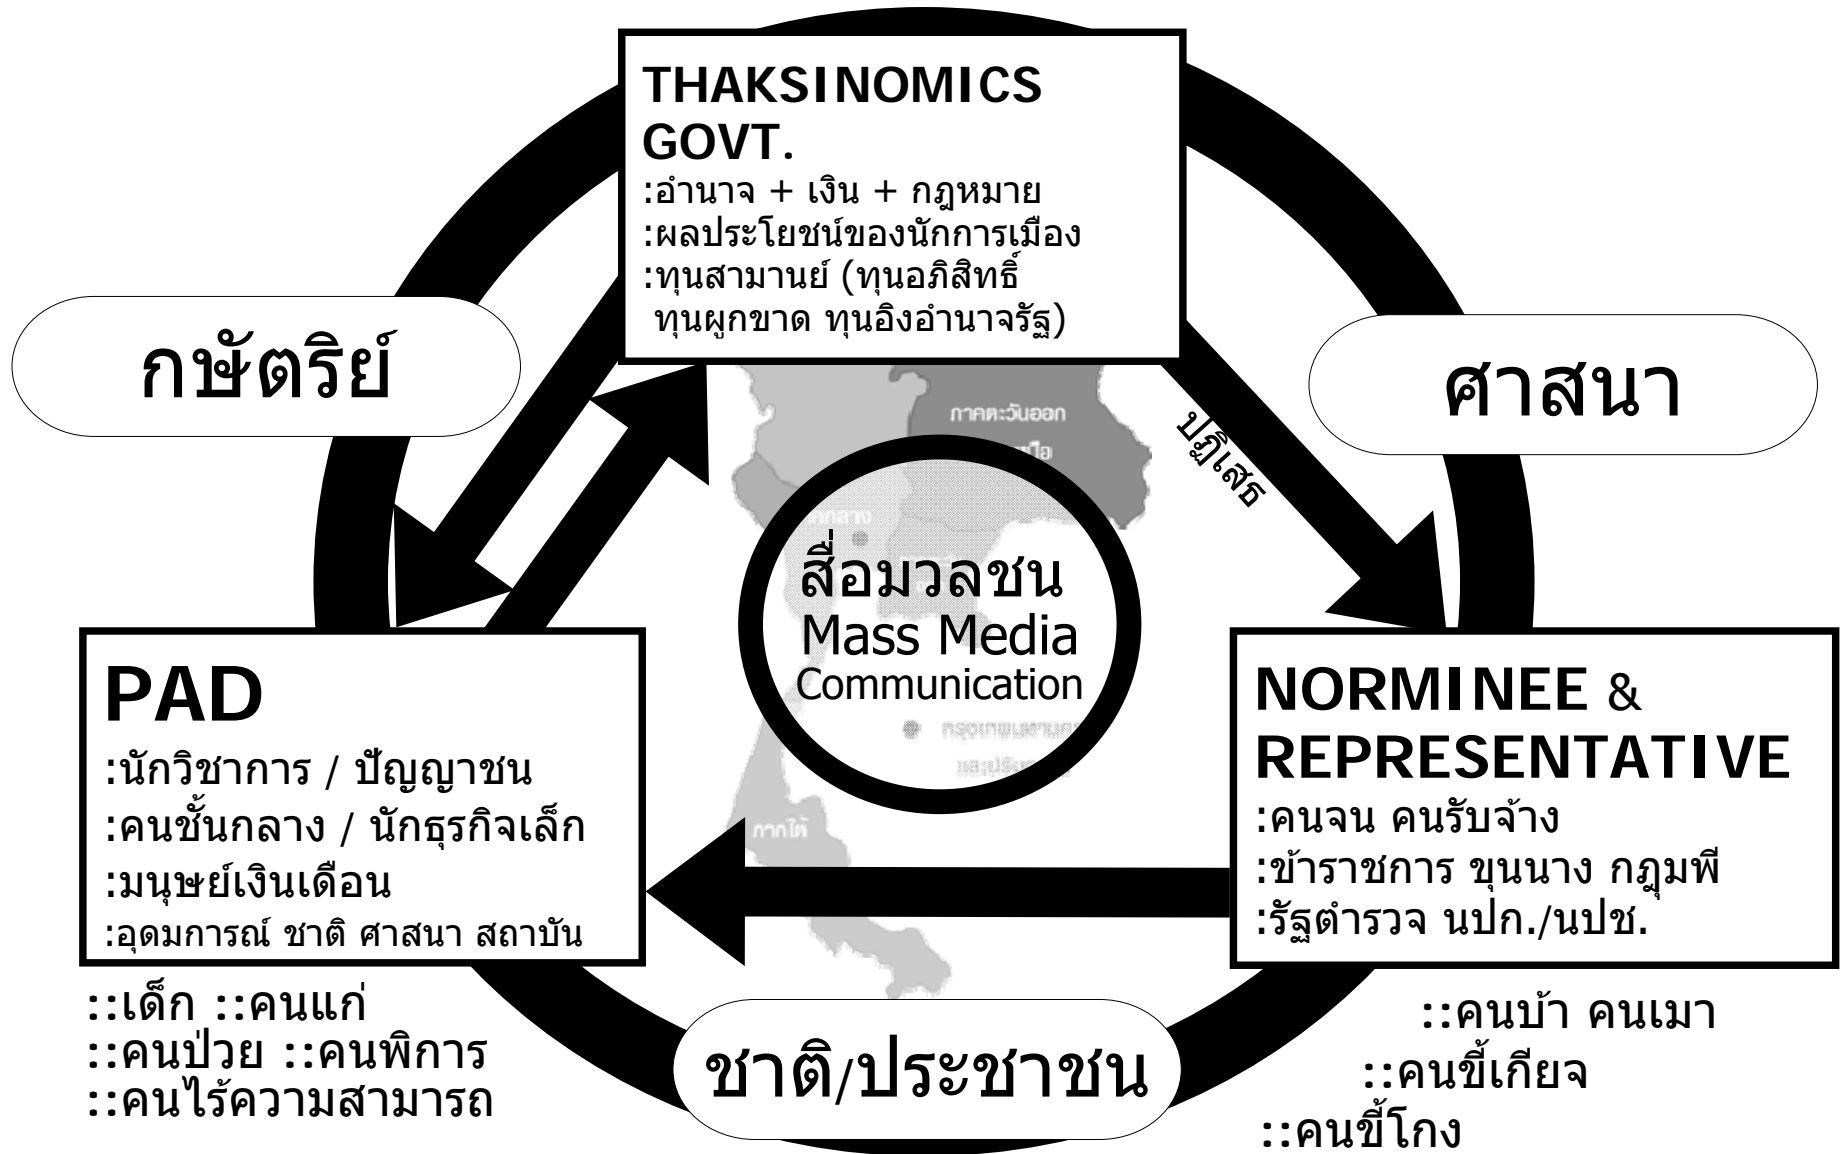 THAKSINOMICS
GOVT.
:อำนาจ + เงิน + กฎหมาย
:ผลประโยชน์ของนักการเมือง
:ทุนสามานย์ (ทุนอภิสิทธิ์
ทุนผูกขาด ทุนอิงอำนาจรัฐ)
กษัตริย์
ศาสนา
ภาคตะวันออก
ปฏิเสธ
สื่อมวลชน
Mass Media
Communication
PAD
:นักวิชาการ / ปัญญาชน
:คนชั้นกลาง / นักธุรกิจเล็ก
:มนุษย์เงินเดือน
:อุดมการณ์ ชาติ ศาสนา สถาบัน
NORMINEE &
REPRESENTATIVE
:คนจน คนรับจ้าง
:ข้าราชการ ขุนนาง กฎุมพี
:รัฐตำรวจ นปก./นปช.
ภาคใต้
::เด็ก ::คนแก่
::คนป่วย ::คนพิการ
::คนไร้ความสามารถ
ชาติ/ประชาชน
::คนบ้า คนเมา
::คนขี้เกียจ
::คนขี้โกง